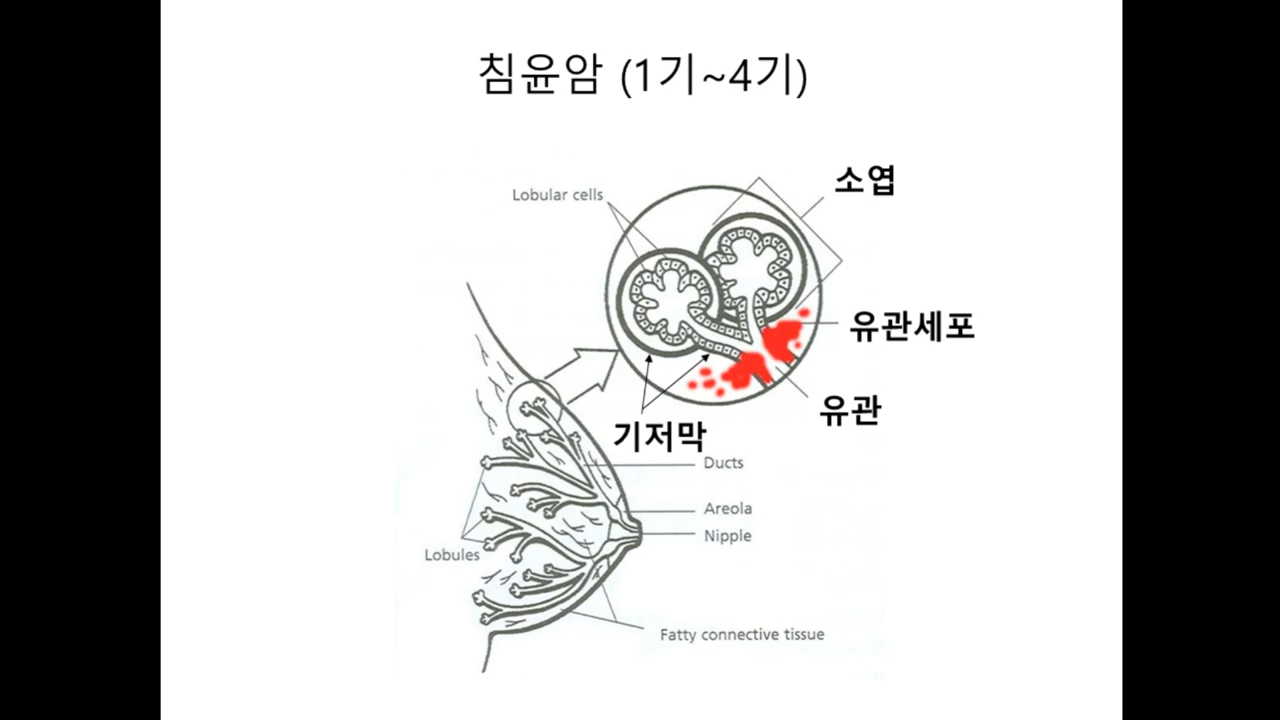 침윤암 (1기~4기)
소엽
Lobular cells
유관세포
유관
기저막
Ducts
Areola
Nipple
Lobules
Fatty connective tissue